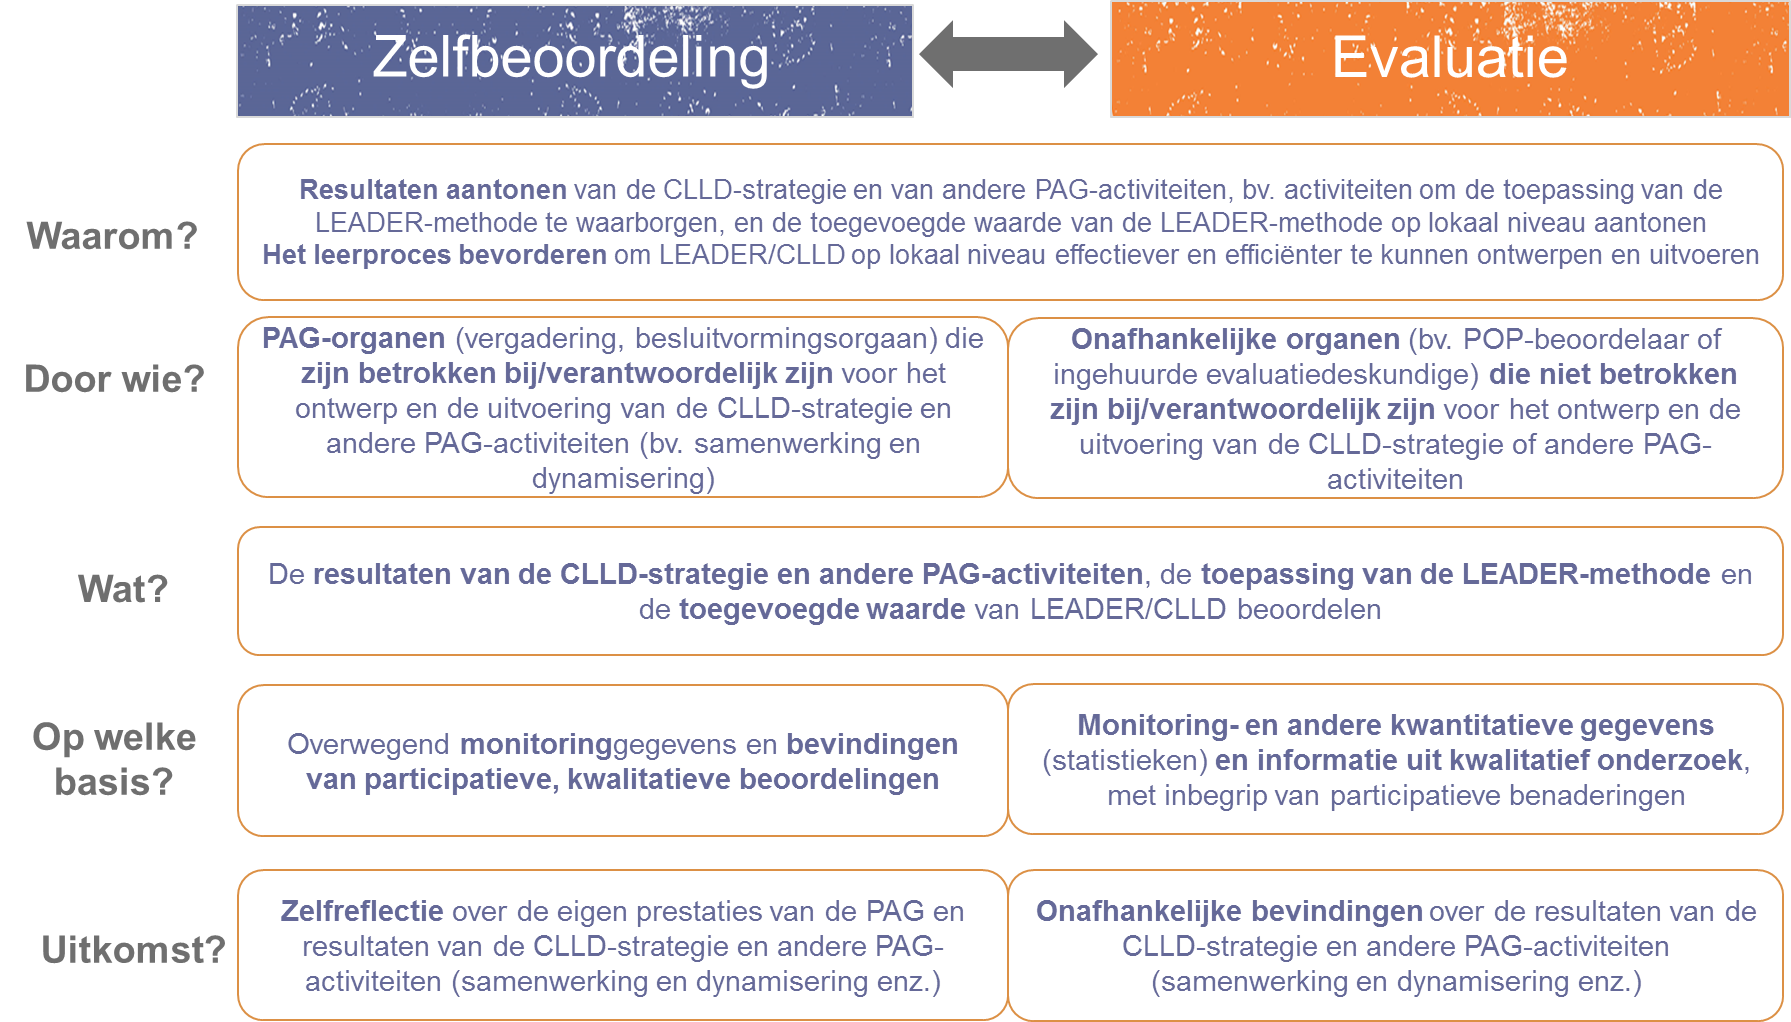 Zelfbeoordeling
Evaluatie
Waarom?
Resultaten aantonen van de CLLD-strategie en van andere PAG-activiteiten, bv. activiteiten om de toepassing van de
LEADER-methode te waarborgen, en de toegevoegde waarde van de LEADER-methode op lokaal niveau aantonen
Het leerproces bevorderen om LEADER/CLLD op lokaal niveau effectiever en efficiënter te kunnen ontwerpen en uitvoeren
Door wie?
PAG-organen (vergadering, besluitvormingsorgaan) die
zijn betrokken bij/verantwoordelijk zijn voor het
ontwerp en de uitvoering van de CLLD-strategie en
andere PAG-activiteiten (bv. samenwerking en
dynamisering)
Onafhankelijke organen (bv. POP-beoordelaar of
ingehuurde evaluatiedeskundige) die niet betrokken
zijn bij/verantwoordelijk zijn voor het ontwerp en de
uitvoering van de CLLD-strategie of andere PAG-
activiteiten
Wat?
De resultaten van de CLLD-strategie en andere PAG-activiteiten, de toepassing van de LEADER-methode en
de toegevoegde waarde van LEADER/CLLD beoordelen
Op welke
basis?
Overwegend monitoringgegevens en bevindingen
van participatieve, kwalitatieve beoordelingen
Monitoring- en andere kwantitatieve gegevens
(statistieken) en informatie uit kwalitatief onderzoek,
met inbegrip van participatieve benaderingen
Uitkomst?
Zelfreflectie over de eigen prestaties van de PAG en
resultaten van de CLLD-strategie en andere PAG-
activiteiten (samenwerking en dynamisering enz.)
Onafhankelijke bevindingen over de resultaten van de
CLLD-strategie en andere PAG-activiteiten
(samenwerking en dynamisering enz.)